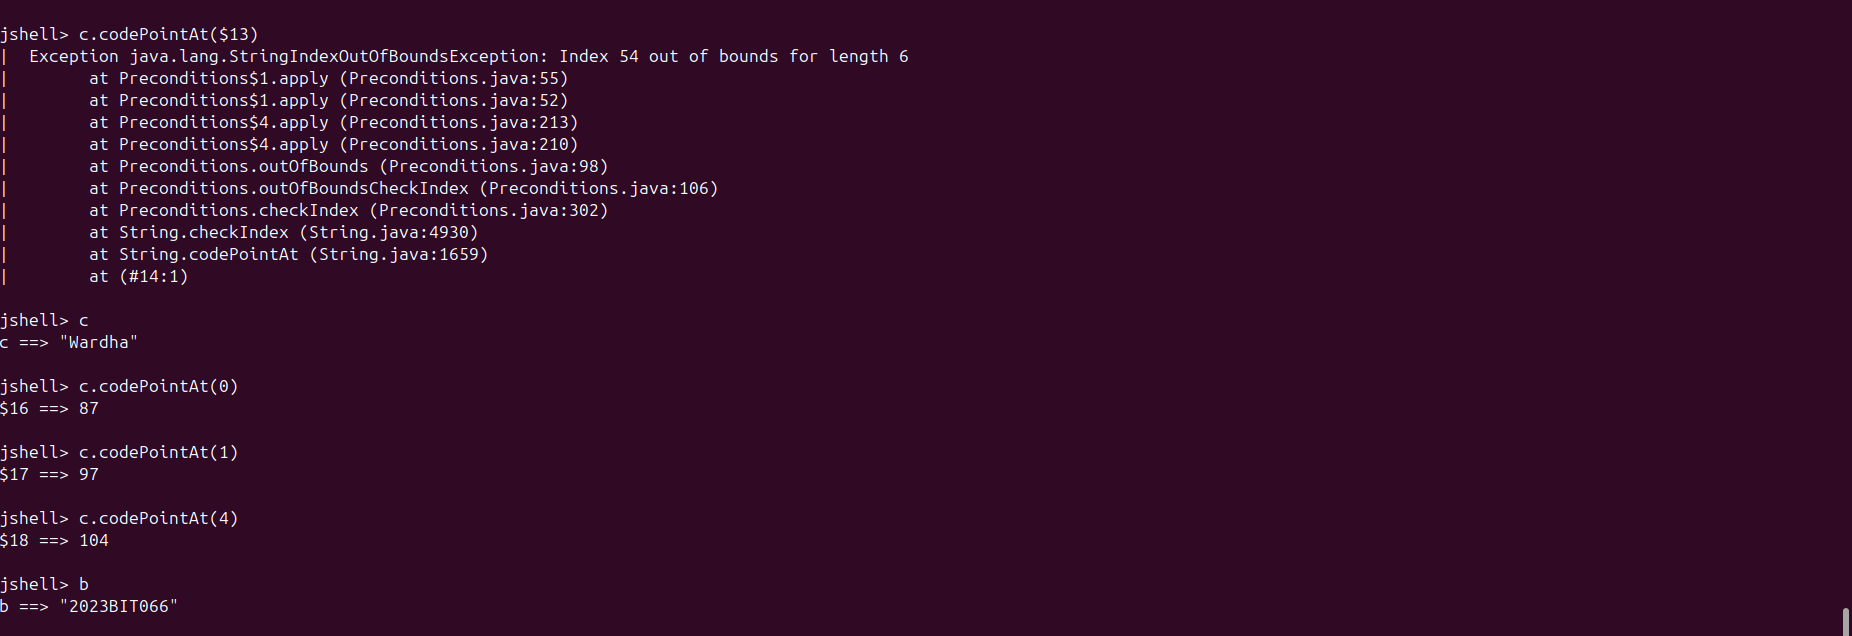 jshell> c.codePointAt($13)
|  Exception java.lang.StringIndexOutOfBoundsException: Index 54 out of bounds for length 6
|        at Preconditions$1.apply (Preconditions.java:55)
|        at Preconditions$1.apply (Preconditions.java:52)
|        at Preconditions$4.apply (Preconditions.java:213)
|        at Preconditions$4.apply (Preconditions.java:210)
|        at Preconditions.outOfBounds (Preconditions.java:98)
|        at Preconditions.outOfBoundsCheckIndex (Preconditions.java:106)
|        at Preconditions.checkIndex (Preconditions.java:302)
|        at String.checkIndex (String.java:4930)
|        at String.codePointAt (String.java:1659)
|        at (#14:1)
jshell> c
c ==> "Wardha"
jshell> c.codePointAt(0)
$16 ==> 87
jshell> c.codePointAt(1)
$17 ==> 97
jshell> c.codePointAt(4)
$18 ==> 104
jshell> b
b ==> "2023BIT066"